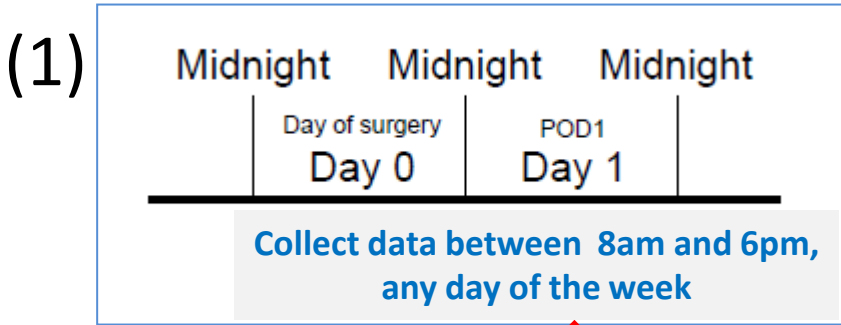 (1)
Midnight Midnight Midnight
Day of surgery POD1
Day 0 Day 1
Collect data between 8am and 6pm,
any day of the week